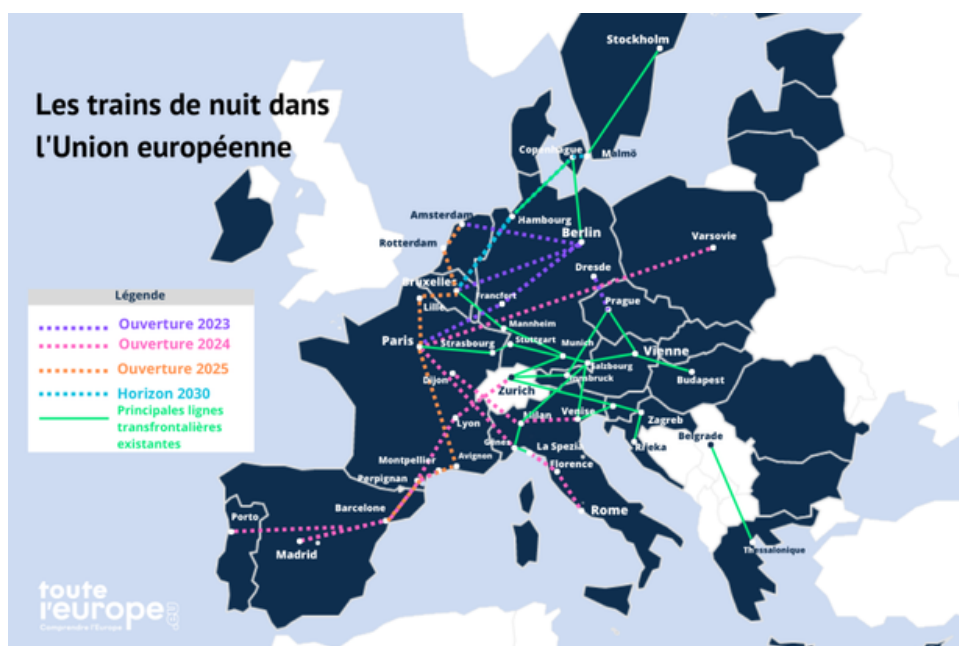 Les trains de nuit dans
l'Union européenne
Stockholm
Copenhague
Malmö
Hambourg
Amsterdam
Berlin
Rotterdam
Varsovie
Dresde
Bruxelles
Francfort
Prague
Lille
Mannheim
Paris
Strasbourg
Stuttgart
Munich
Vienne
Salzbourg
Innsbruck
Budapest
Dijon
Zurich
Lyon
Milan
Venise
Zagreb
Gênes
La Spezia
Rijeka
Belgrade
Montpellier
Avignon
Florence
Perpignan
Barcelone
Rome
Porto
Madrid
Thessalonique
Légende
Ouverture 2023
Ouverture 2024
Ouverture 2025
Horizon 2030
Principales lignes
transfrontalières
existantes
toute
l'europe.eu
Comprendre l'Europe